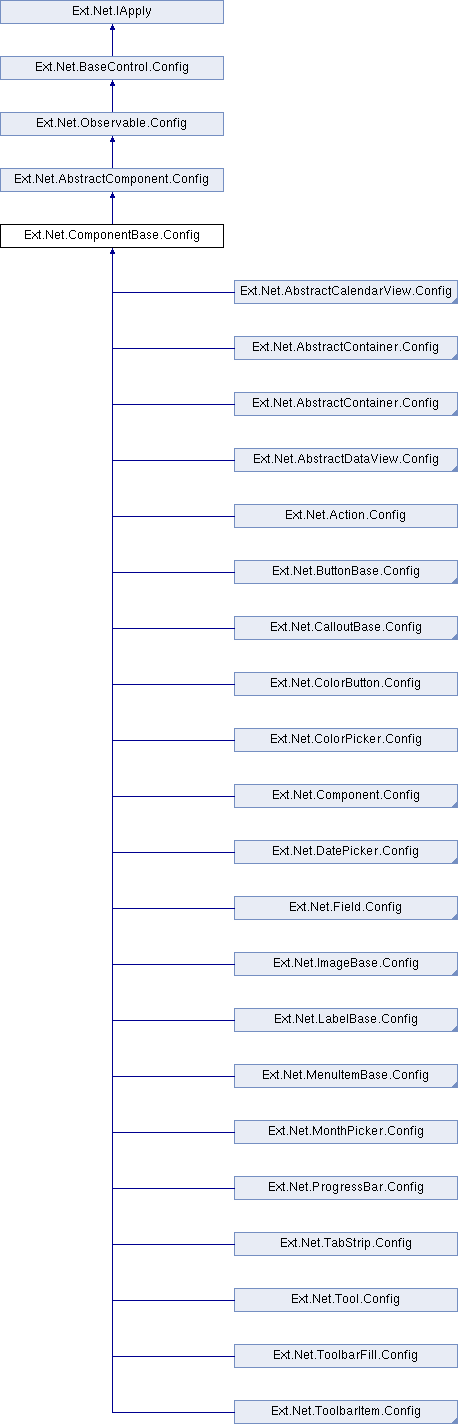 Ext.Net.IApply
Ext.Net.BaseControl.Config
Ext.Net.Observable.Config
Ext.Net.AbstractComponent.Config
Ext.Net.ComponentBase.Config
Ext.Net.AbstractCalendarView.Config
Ext.Net.AbstractContainer.Config
Ext.Net.AbstractContainer.Config
Ext.Net.AbstractDataView.Config
Ext.Net.Action.Config
Ext.Net.ButtonBase.Config
Ext.Net.CalloutBase.Config
Ext.Net.ColorButton.Config
Ext.Net.ColorPicker.Config
Ext.Net.Component.Config
Ext.Net.DatePicker.Config
Ext.Net.Field.Config
Ext.Net.ImageBase.Config
Ext.Net.LabelBase.Config
Ext.Net.MenuItemBase.Config
Ext.Net.MonthPicker.Config
Ext.Net.ProgressBar.Config
Ext.Net.TabStrip.Config
Ext.Net.Tool.Config
Ext.Net.ToolbarFill.Config
Ext.Net.ToolbarItem.Config